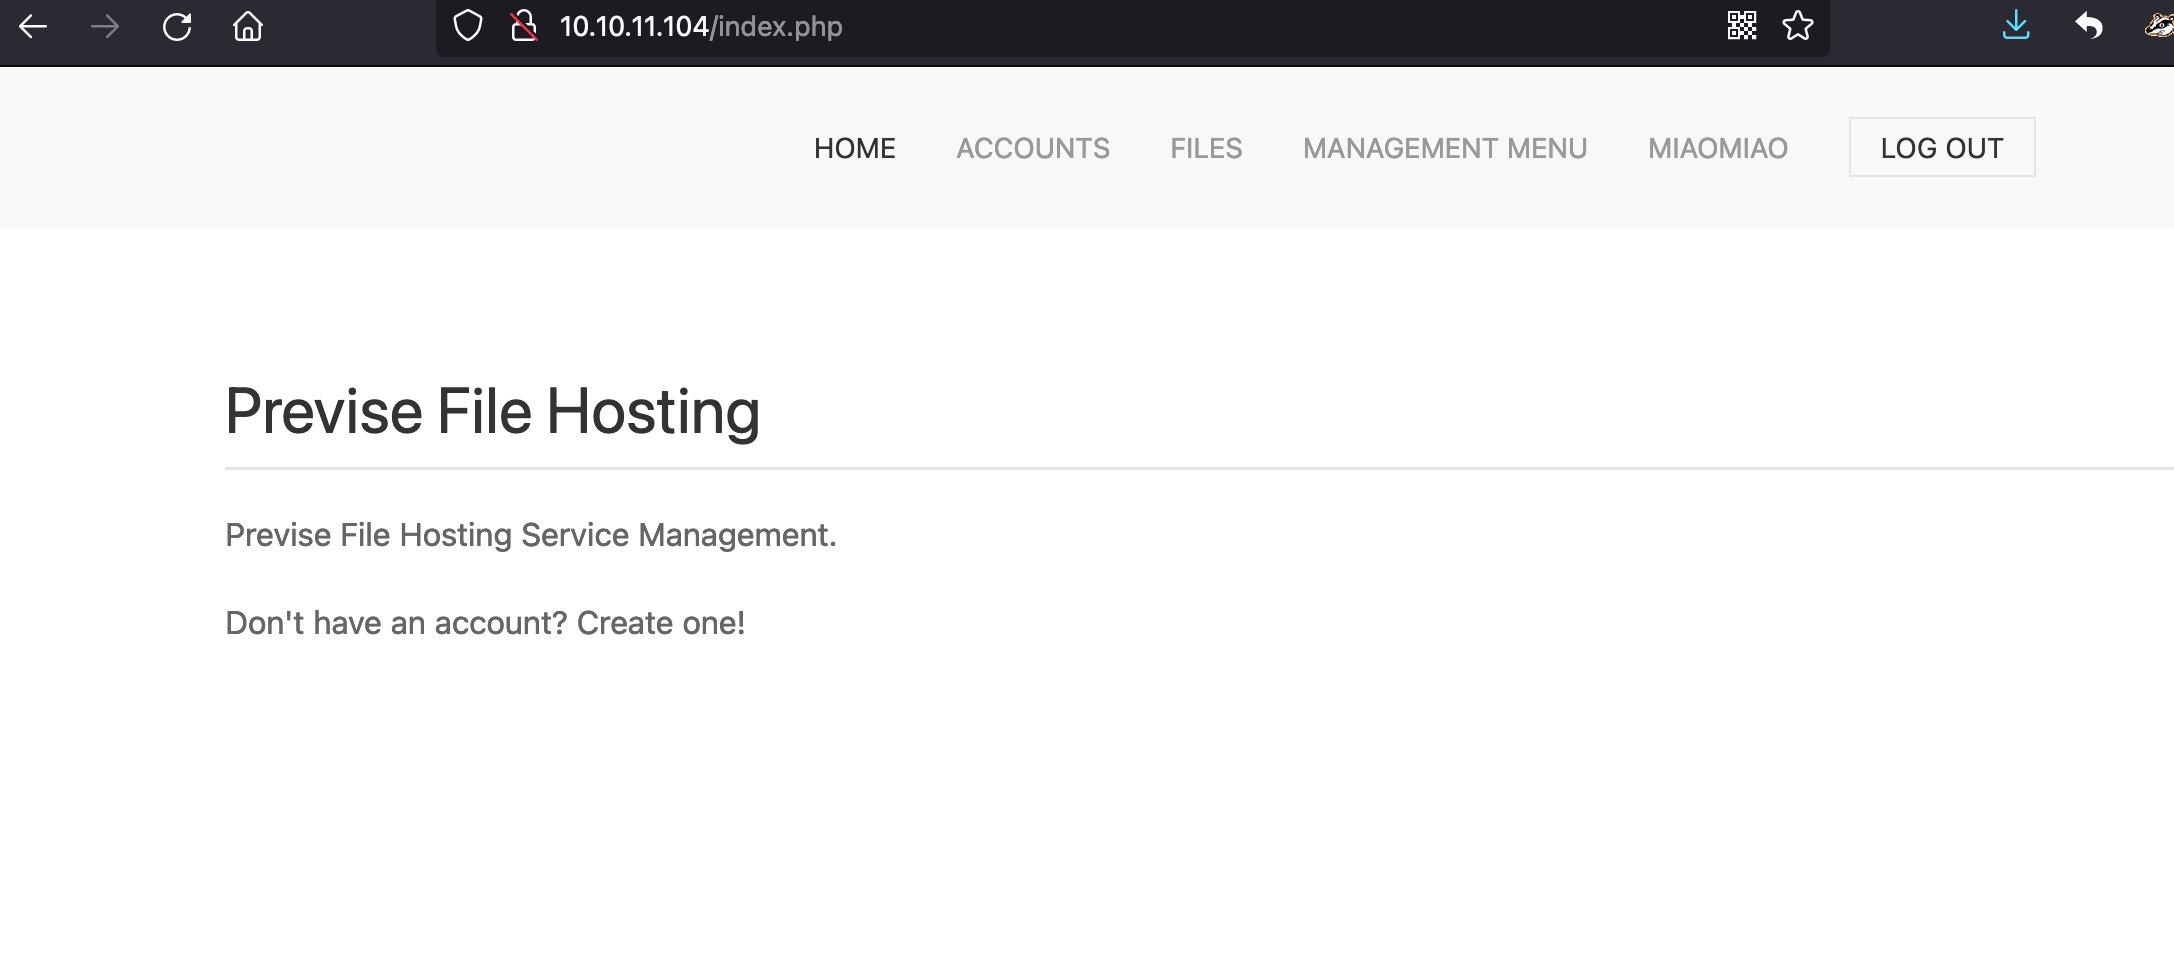 10.10.11.104/index.php
HOME ACCOUNTS FILES MANAGEMENT MENU MIAOMIAO LOG OUT
Previse File Hosting
Previse File Hosting Service Management.
Don't have an account? Create one!